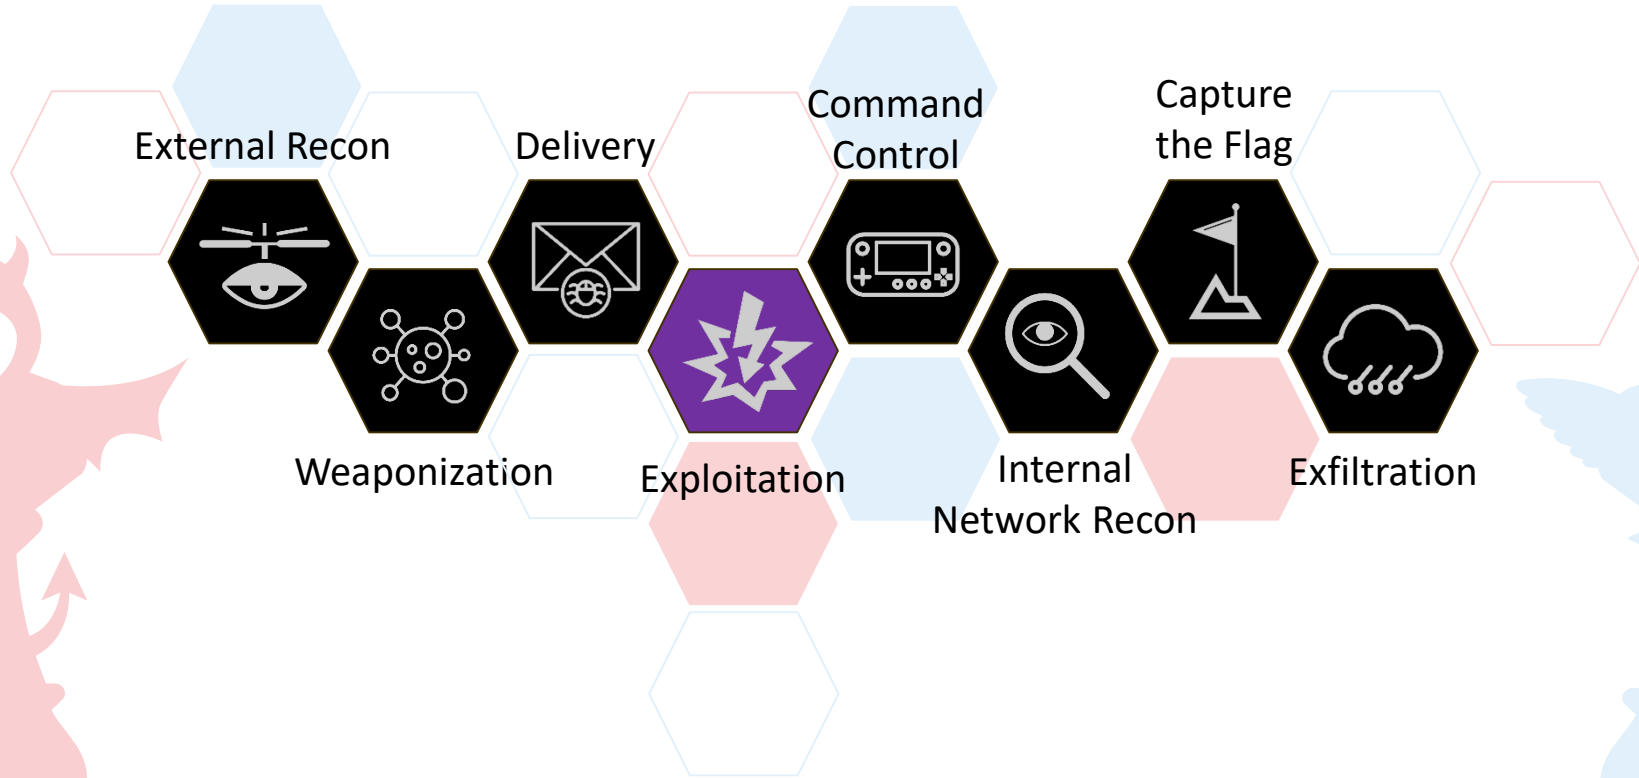 External Recon
Weaponization
Delivery
Exploitation
Command
Control
Internal
Network Recon
Capture
the Flag
Exfiltration